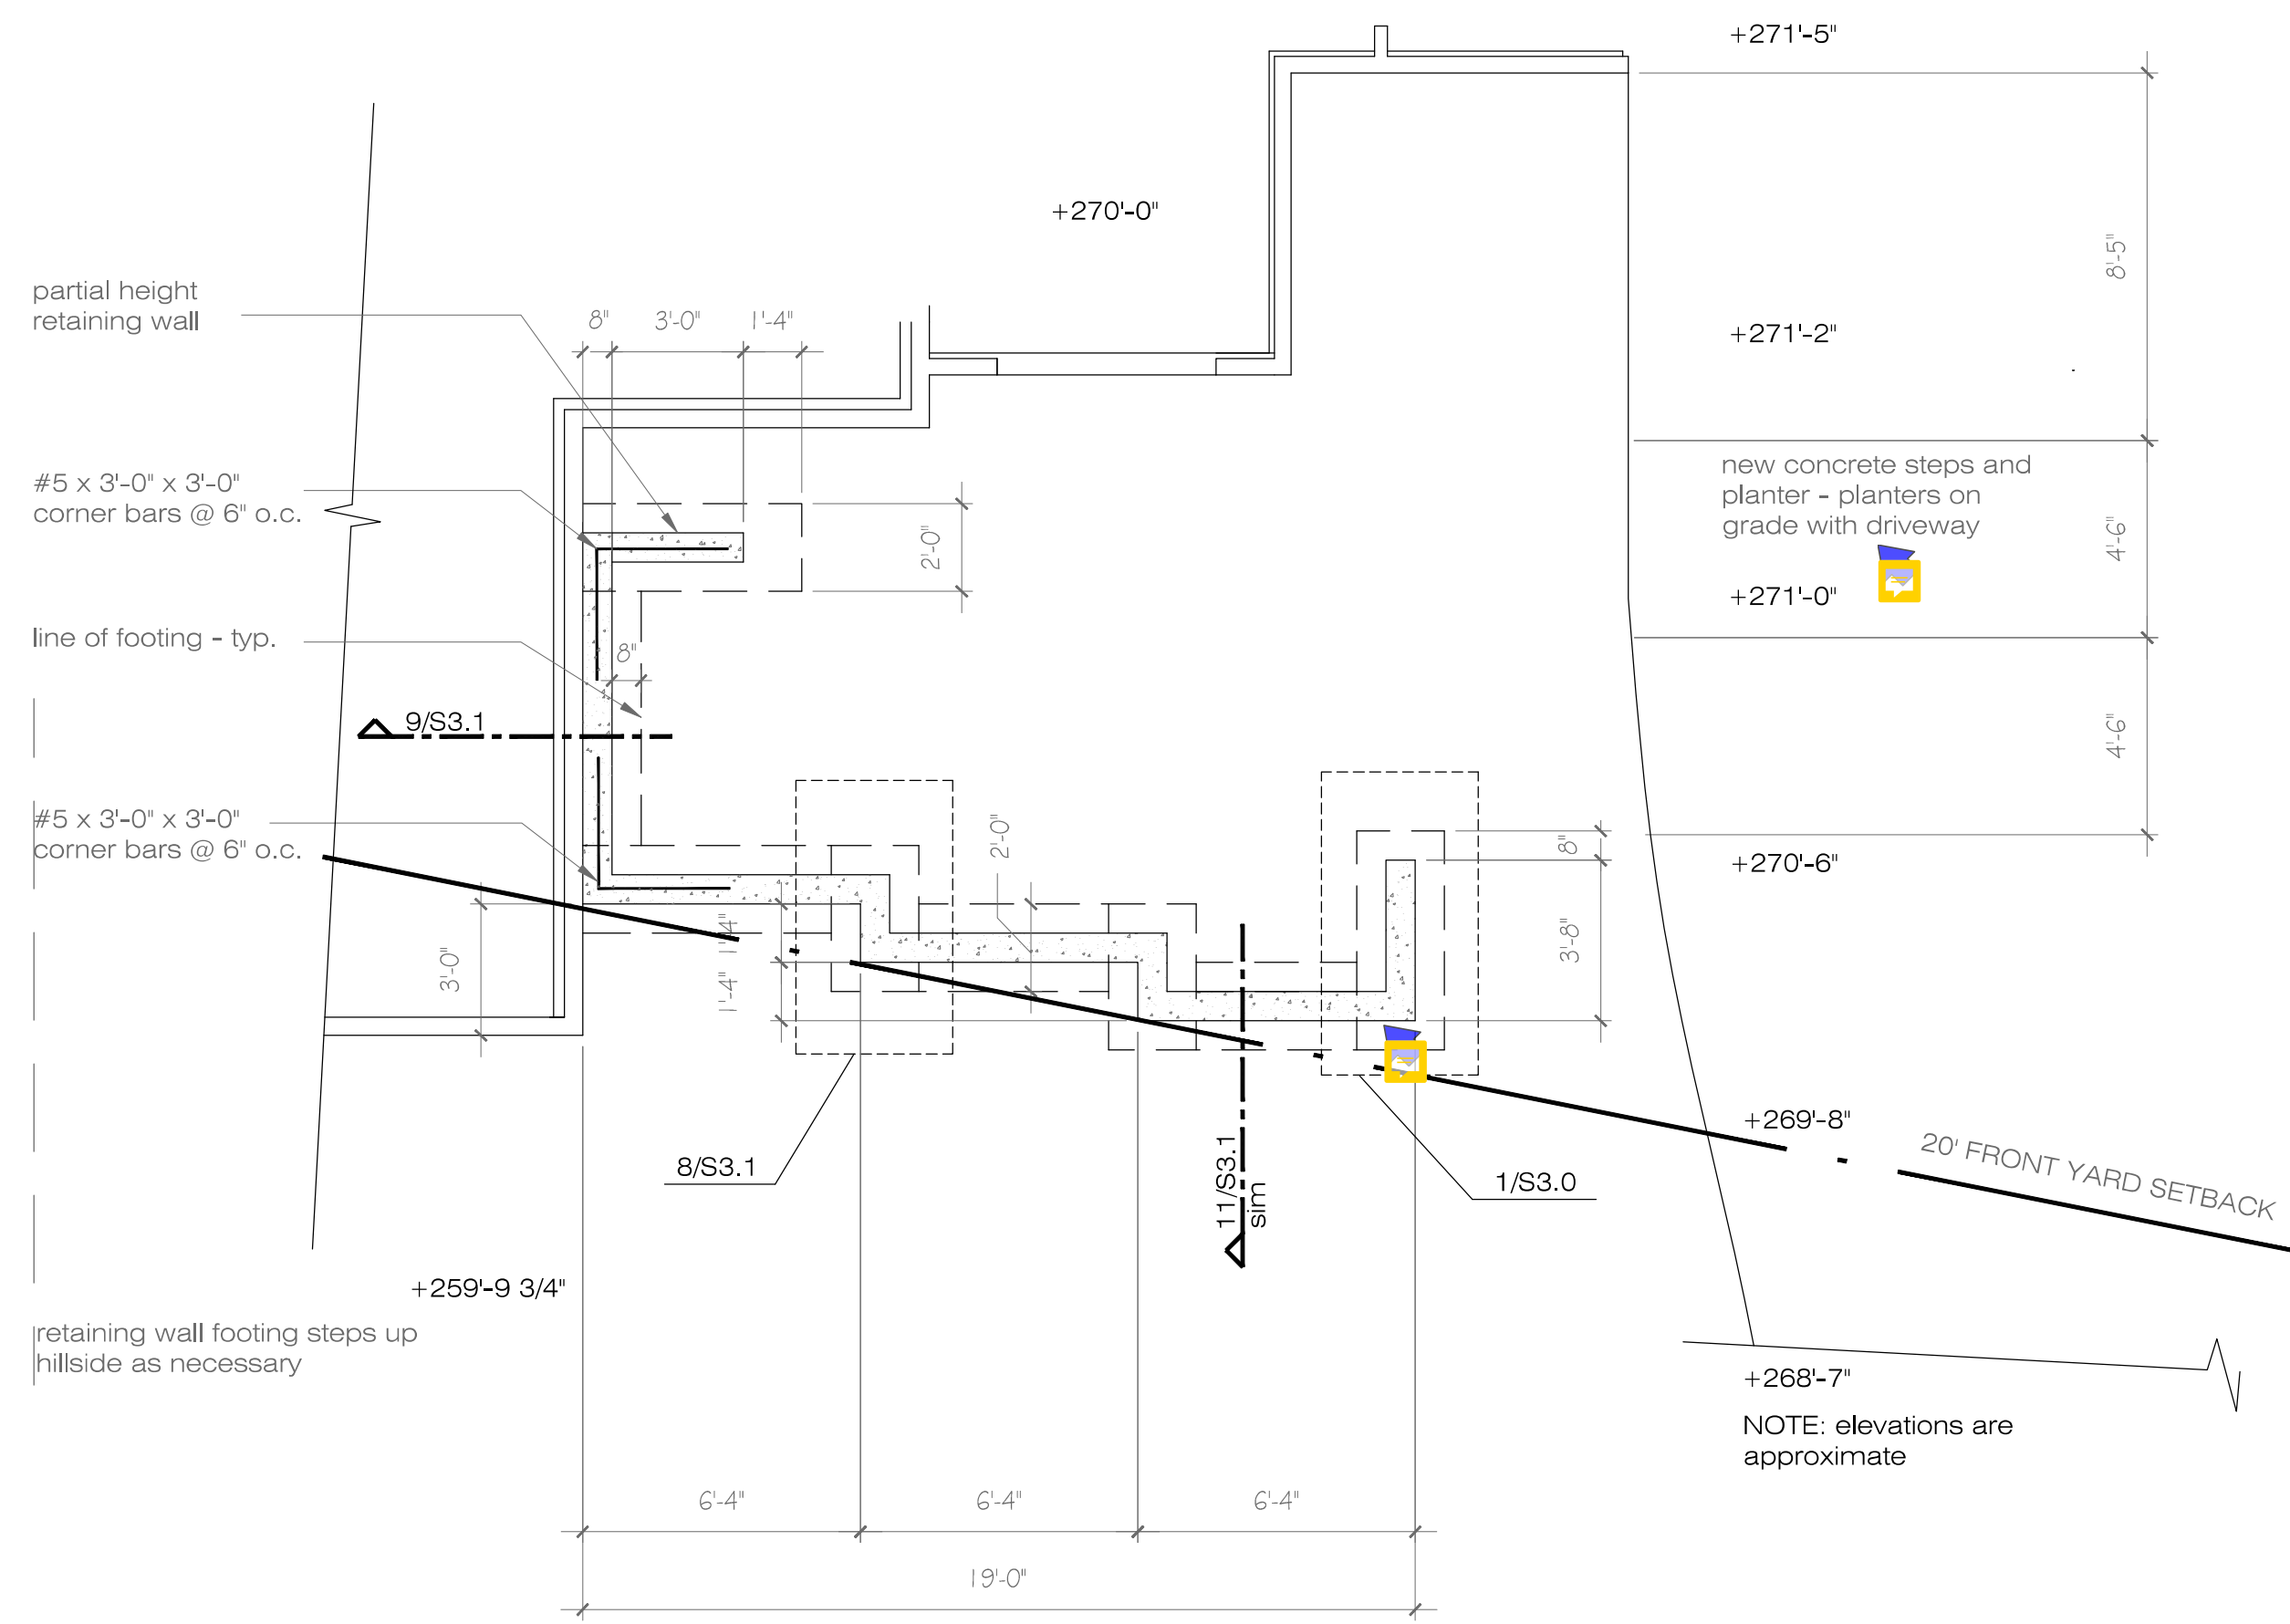 +271'-5"
+270'-0"
8'-5"
partial height
retaining wall
8"
3'-0"
1'-4"
+271'-2"
#5 x 3'-0" x 3'-0"
corner bars @ 6" o.c.
2'-0"
new concrete steps and
planter - planters on
grade with driveway
4'-6"
+271'-0"
line of footing - typ.
8"
9/S3.1
4'-6"
#5 x 3'-0" x 3'-0"
corner bars @ 6" o.c.
2'-0"
8"
+270'-6"
3'-0"
1'-4"
1'-4"
3'-8"
+269'-8"
20' FRONT YARD SETBACK
8/S3.1
11/S3.1
sim
1/S3.0
+259'-9 3/4"
retaining wall footing steps up
hillside as necessary
+268'-7"
NOTE: elevations are
approximate
6'-4"
6'-4"
6'-4"
19'-0"